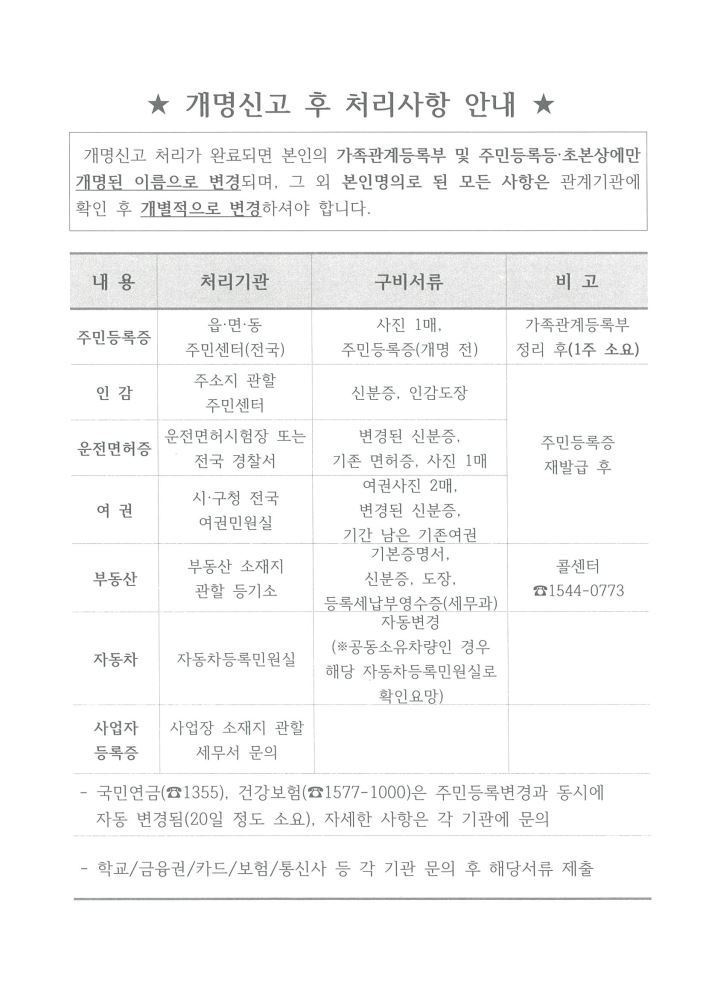 ★ 개명신고 후 처리사항 안내 ★
개명신고 처리가 완료되면 본인의 가족관계등록부 및 주민등록등·초본상에만
개명된 이름으로 변경되며, 그 외 본인명의로 된 모든 사항은 관계기관에
확인 후 개별적으로 변경하셔야 합니다.
내 용 처리기관 구비서류 비 고
주민등록증
읍·면·동
주민센터(전국)
사진 1매,
주민등록증(개명 전)
가족관계등록부
정리 후(1주 소요)
인 감
주소지 관할
주민센터
신분증, 인감도장
주민등록증
재발급 후
운전면허증
운전면허시험장 또는
전국 경찰서
변경된 신분증,
기존 면허증, 사진 1매
여 권
시·구청 전국
여권민원실
여권사진 2매,
변경된 신분증,
기간 남은 기존여권
부동산
부동산 소재지
관할 등기소
기본증명서,
신분증, 도장,
등록세납부영수증(세무과)
콜센터
☎1544-0773
자동차
자동차등록민원실
자동변경
(※공동소유차량인 경우
해당 자동차등록민원실로
확인요망)
사업자
등록증
사업장 소재지 관할
세무서 문의
- 국민연금(☎1355), 건강보험(☎1577-1000)은 주민등록변경과 동시에
자동 변경됨(20일 정도 소요), 자세한 사항은 각 기관에 문의
- 학교/금융권/카드/보험/통신사 등 각 기관 문의 후 해당서류 제출